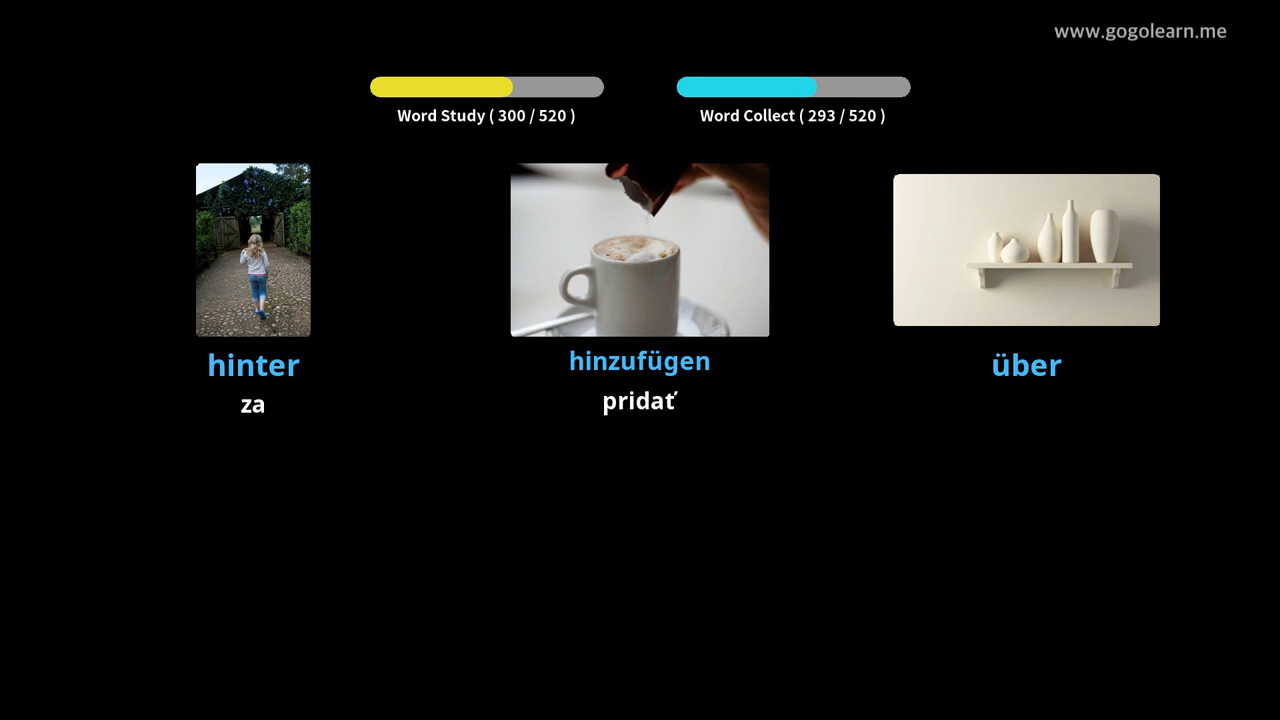 www.gogolearn.me
Word Study ( 300 / 520 )
Word Collect ( 293 / 520 )
hinter
za
hinzufügen
pridať
über